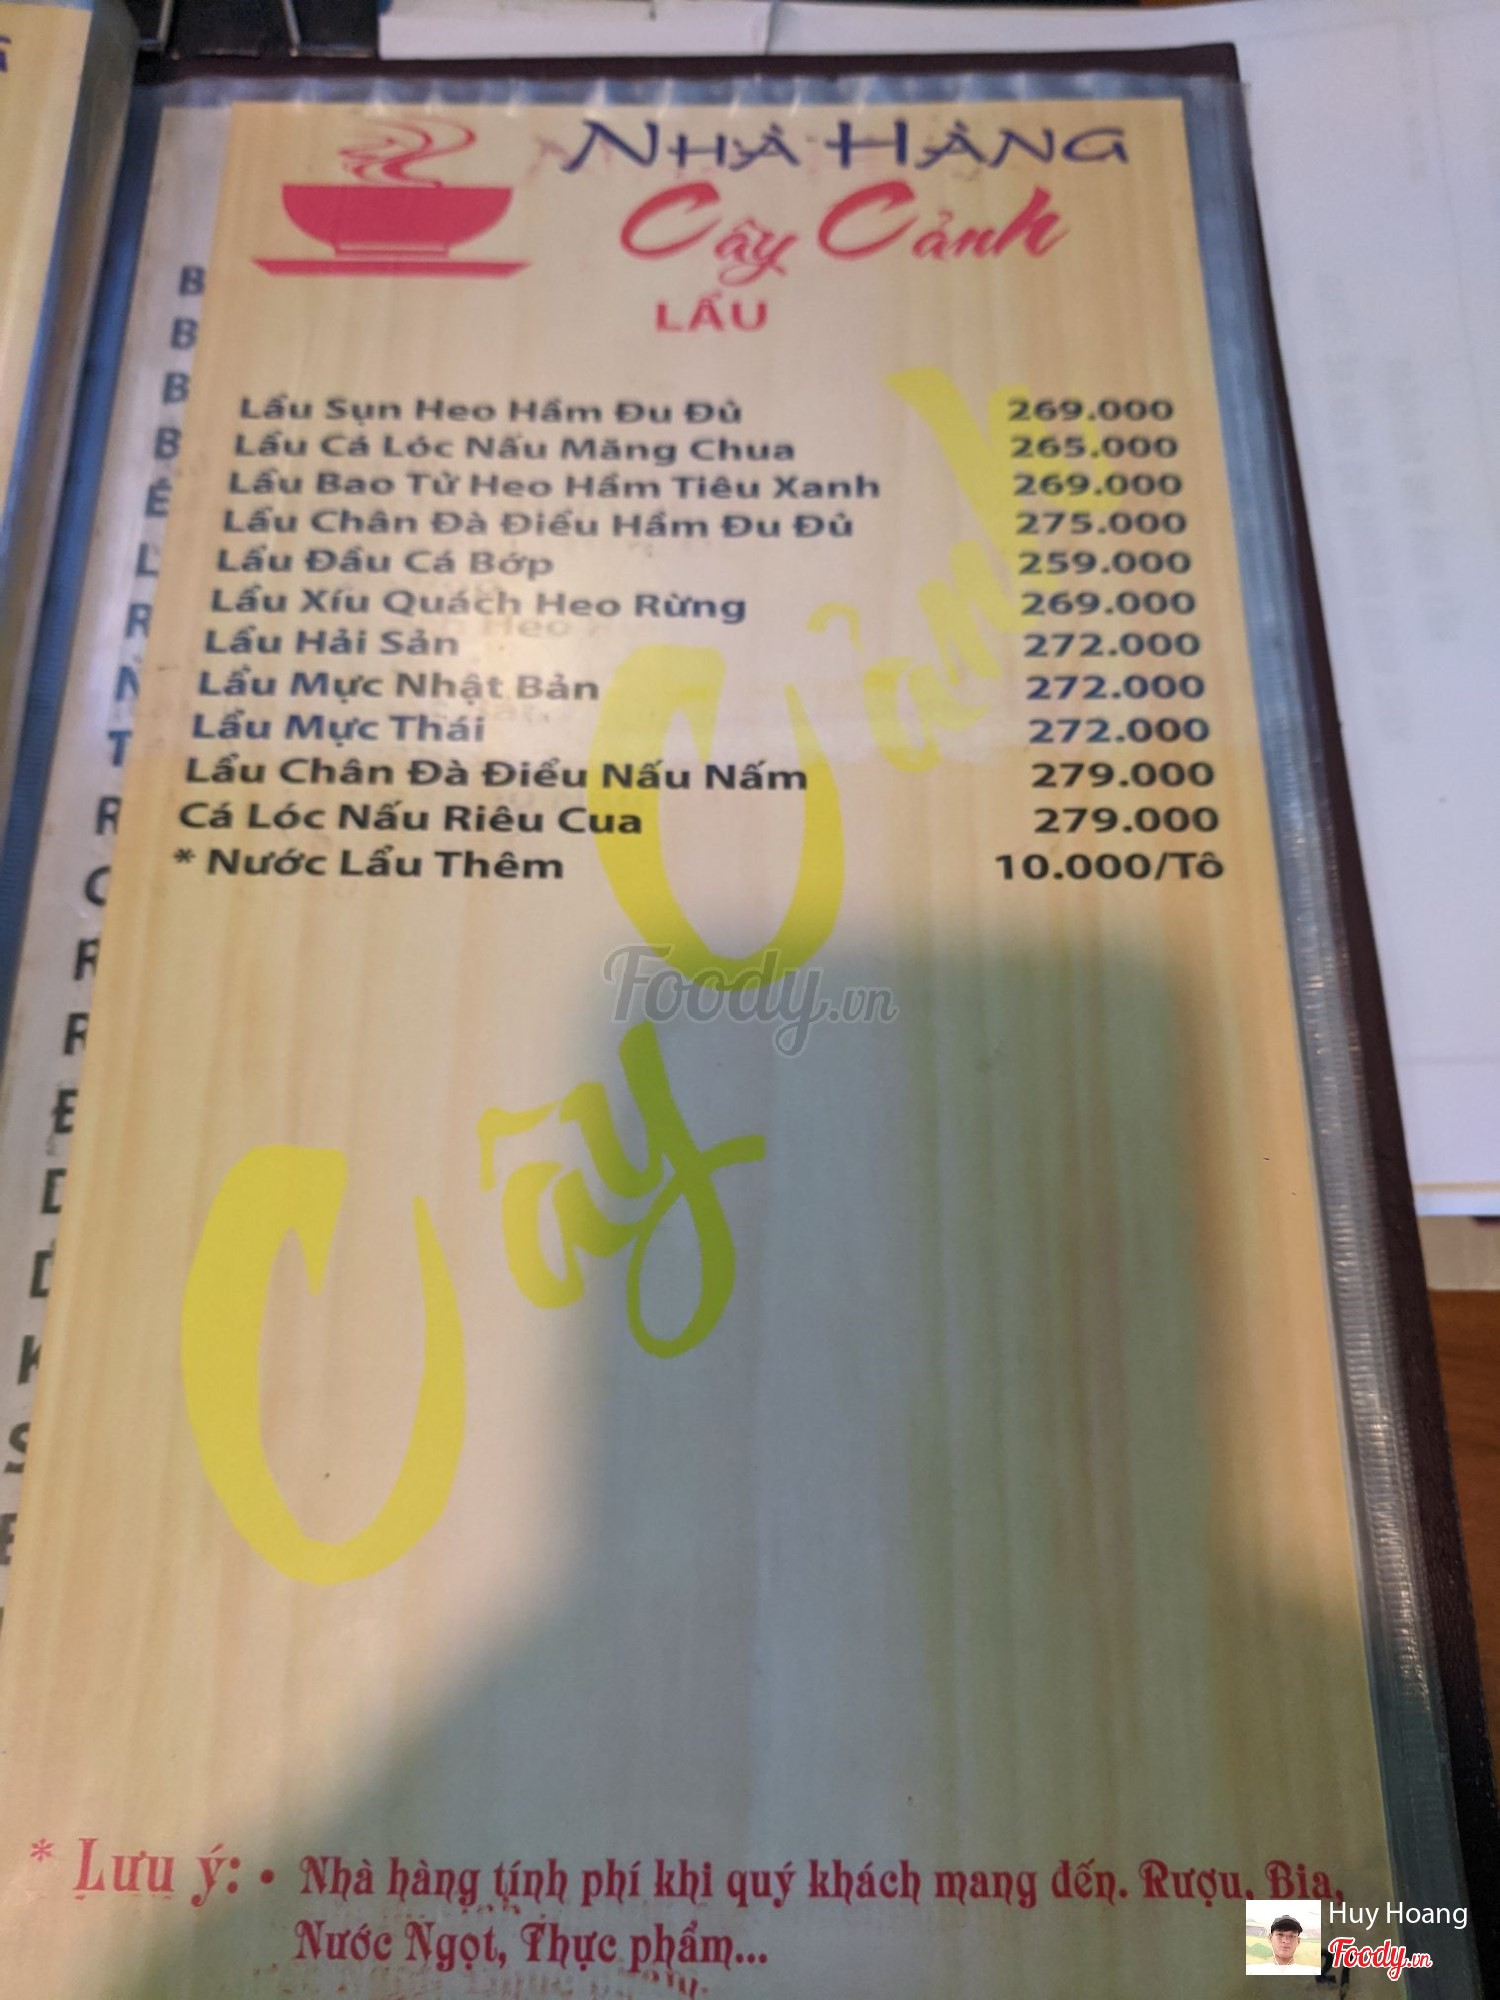 NHÀ HÀNG
Cây Cảnh
LẨU
Lẩu Sụn Heo Hầm Đu Đủ 269.000
Lẩu Cá Lóc Nấu Măng Chua 265.000
Lẩu Bao Tử Heo Hầm Tiêu Xanh 269.000
Lẩu Chân Đà Điểu Hầm Đu Đủ 275.000
Lẩu Đầu Cá Bớp 259.000
Lẩu Xíu Quách Heo Rừng 269.000
Lẩu Hải Sản 272.000
Lẩu Mực Nhật Bản 272.000
Lẩu Mực Thái 272.000
Lẩu Chân Đà Điểu Nấu Nấm 279.000
Cá Lóc Nấu Riêu Cua 279.000
* Nước Lẩu Thêm 10.000/Tô
Cây Cảnh
Foody.vn
* Lưu ý: • Nhà hàng tính phí khi quý khách mang đến. Rượu, Bia,
Nước Ngọt, Thực phẩm...
Huy Hoang
Foody.vn